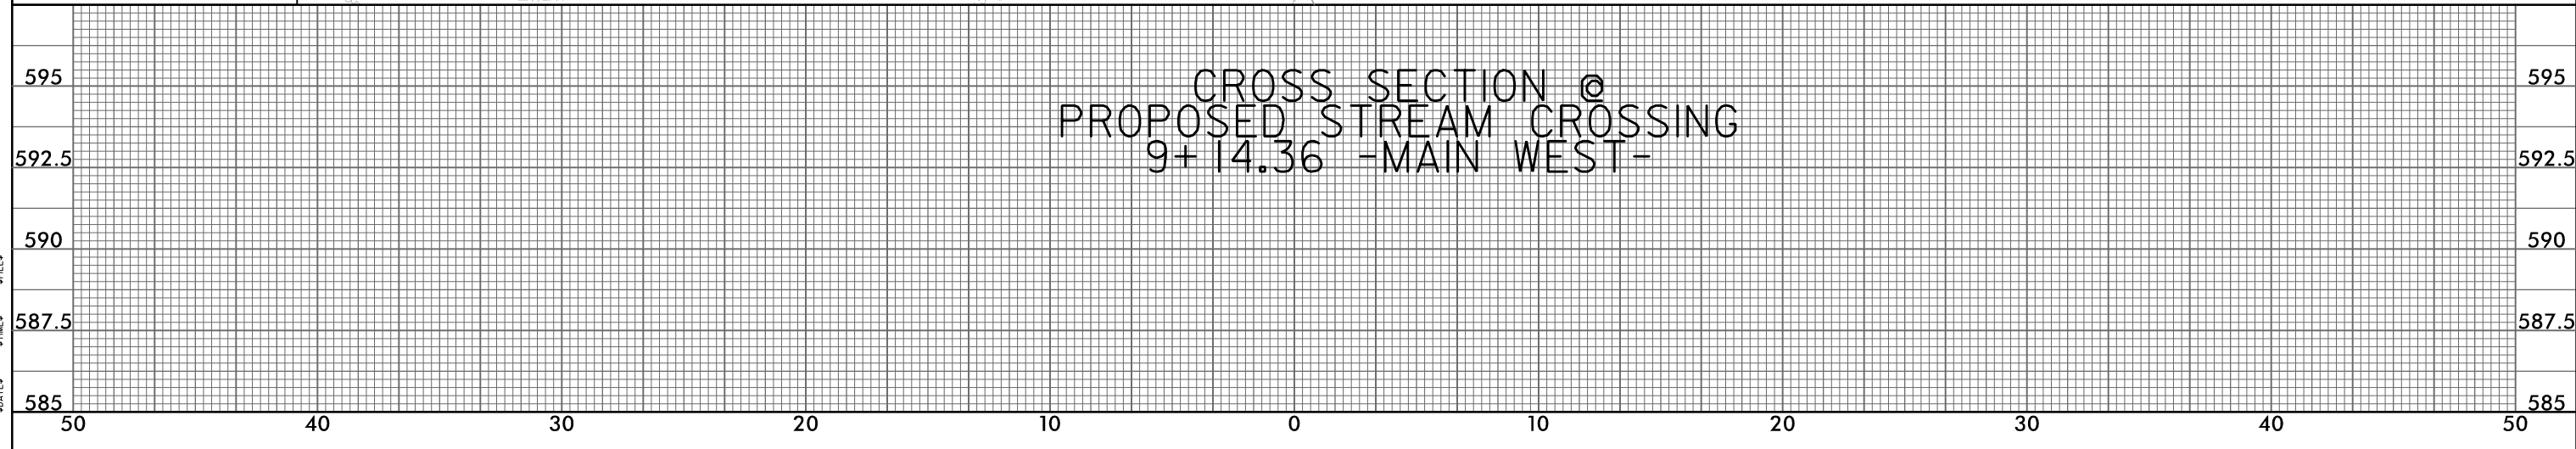 595 595
CROSS SECTION @
PROPOSED STREAM CROSSING
592.5 9+14.36 -MAIN WEST- 592.5
590 590
587.5 587.5
585 585
50 40 30 20 10 0 10 20 30 40 50